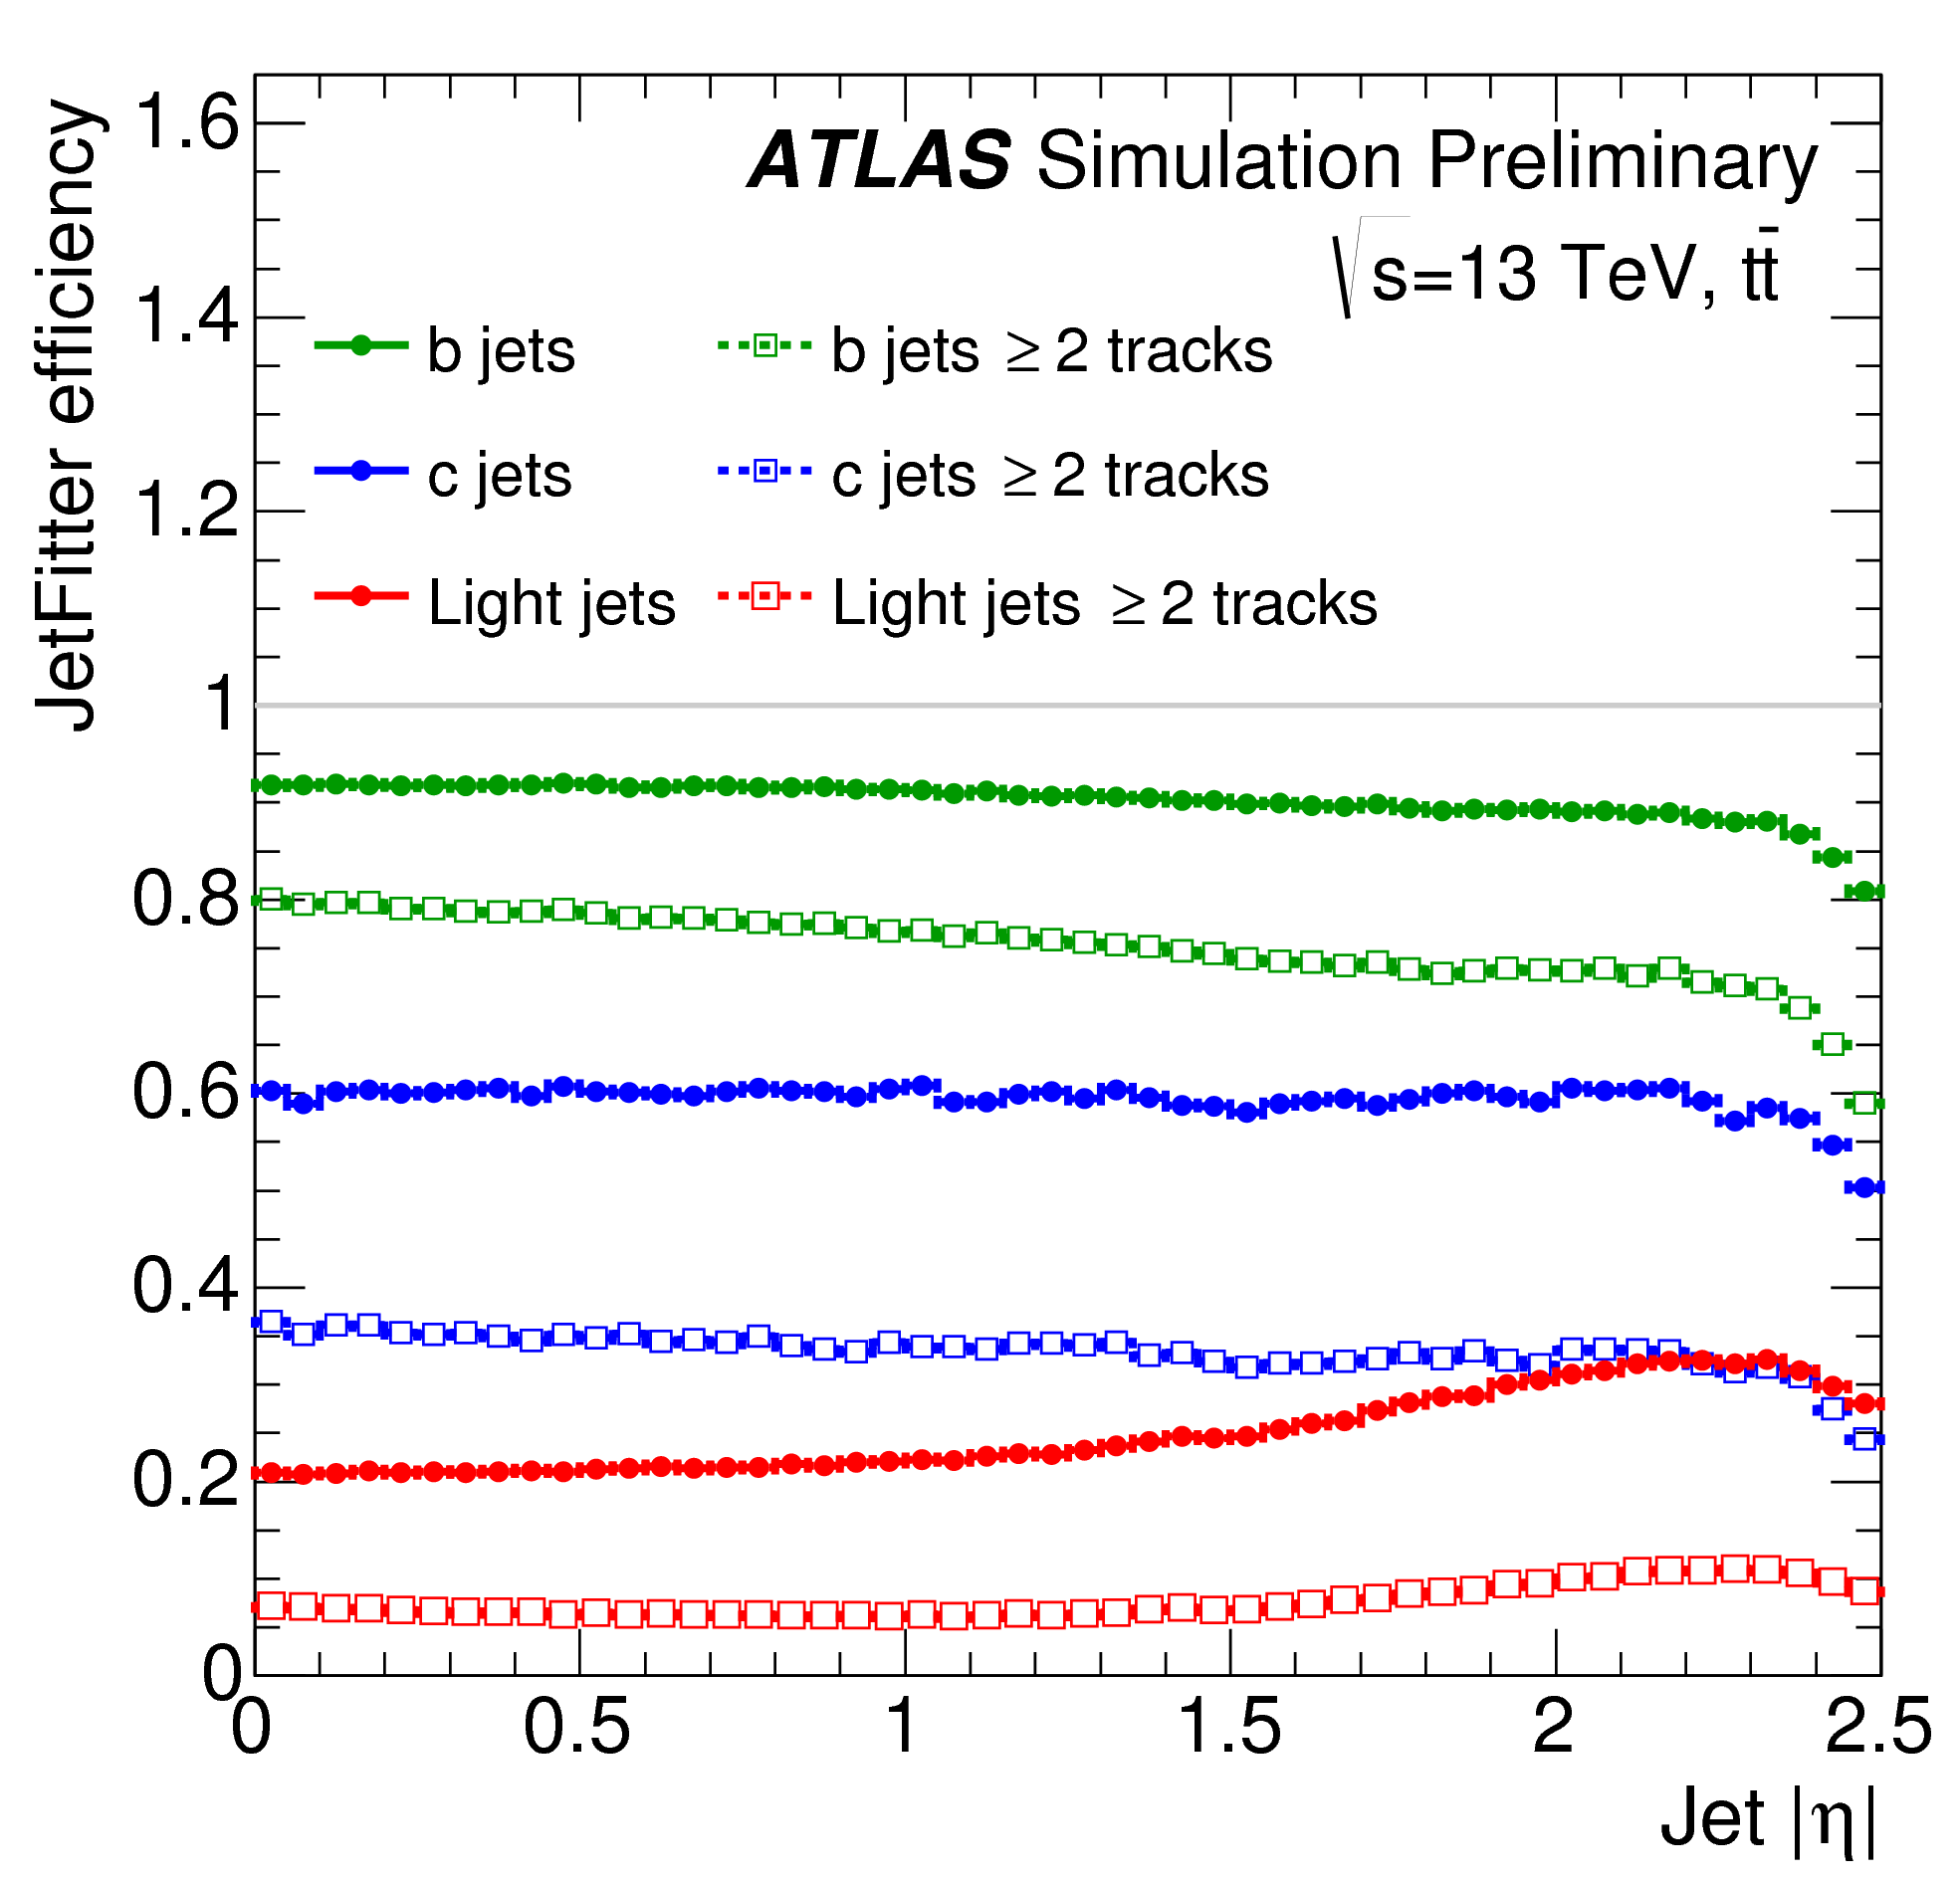 ATLAS Simulation Preliminary
√s=13 TeV, tt̄
JetFitter efficiency
1.6
1.4
1.2
1
0.8
0.6
0.4
0.2
0
b jets
b jets ≥ 2 tracks
c jets
c jets ≥ 2 tracks
Light jets
Light jets ≥ 2 tracks
0 0.5 1 1.5 2 2.5
Jet |η|